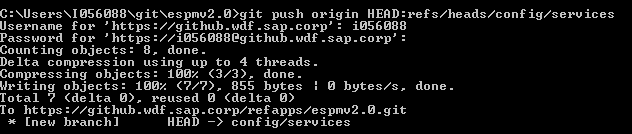 C:\Users\I056088\git\espmv2.0>git push origin HEAD:refs/heads/config/services
Username for 'https://github.wdf.sap.corp': i056088
Password for 'https://i056088@github.wdf.sap.corp':
Counting objects: 8, done.
Delta compression using up to 4 threads.
Compressing objects: 100% (3/3), done.
Writing objects: 100% (7/7), 855 bytes | 0 bytes/s, done.
Total 7 (delta 0), reused 0 (delta 0)
To https://github.wdf.sap.corp/refapps/espmv2.0.git
 * [new branch]      HEAD -> config/services